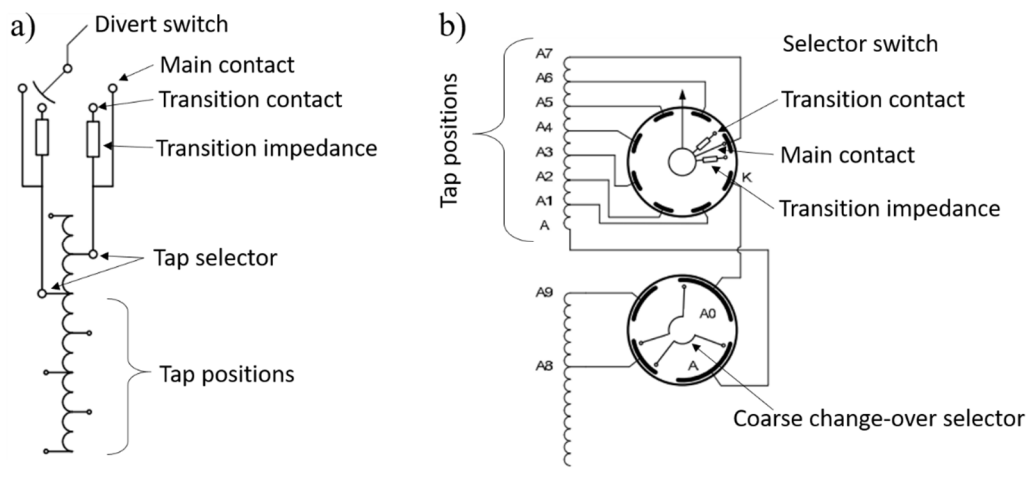 a)
Divert switch
Main contact
Transition contact
Transition impedance
Tap selector
Tap positions
b)
Tap positions
A7
A6
A5
A4
A3
A2
A1
A
Selector switch
Transition contact
Main contact
K
Transition impedance
A9
A8
A0
A
Coarse change-over selector